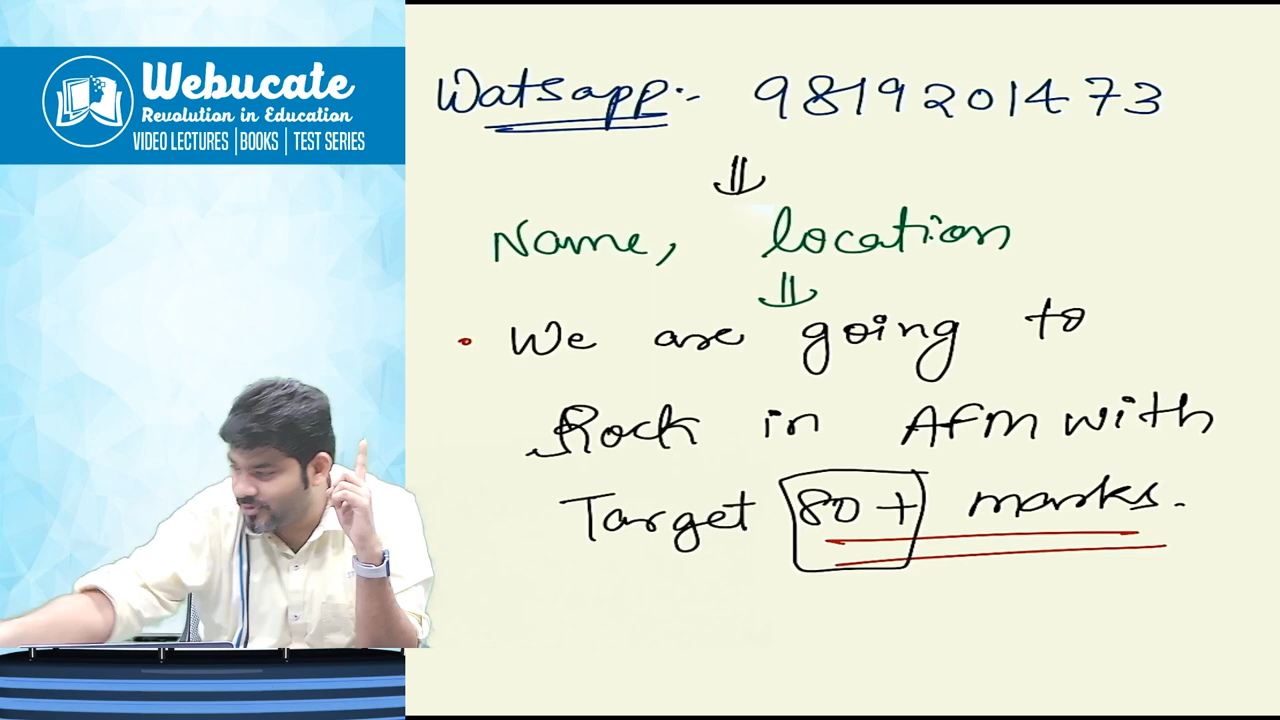 Webucate
Revolution in Education
VIDEO LECTURES | BOOKS | TEST SERIES
Watsapp:- 9819201473
Name, location
• We are going to
Rock in AFM with
Target 80+ marks.